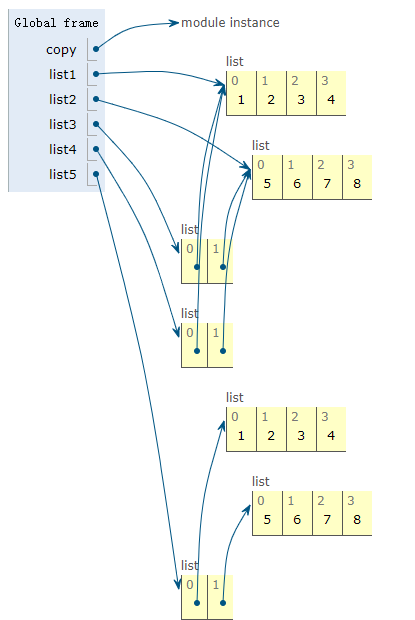 Global frame
copy
module instance
list1
list2
list3
list4
list5
list
0 1 2 3
1 2 3 4
list
0 1 2 3
5 6 7 8
list
0 1
list
0 1
list
0 1 2 3
1 2 3 4
list
0 1 2 3
5 6 7 8
list
0 1